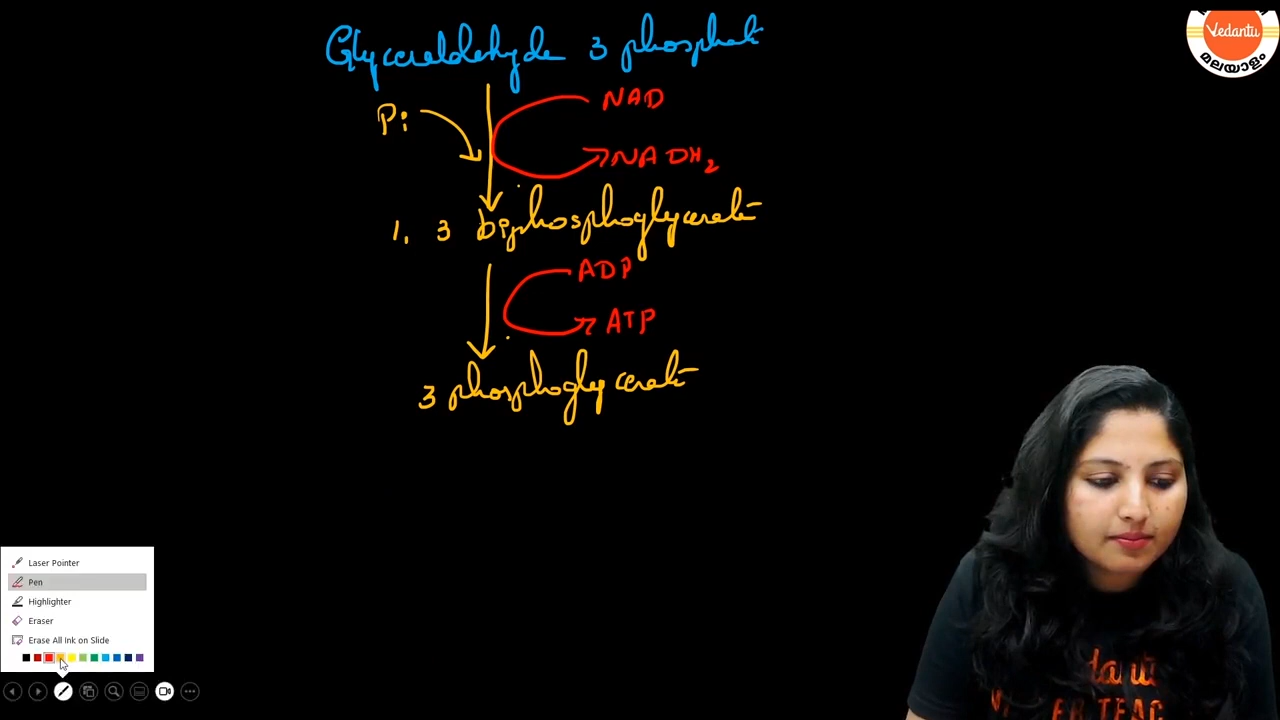 Glyceraldehyde 3 phosphate
Vedantu
മലയാളം
NAD
Pi
NADH2
1, 3 biphosphoglycerate
ADP
ATP
3 phosphoglycerate
Laser Pointer
Pen
Highlighter
Eraser
Erase All Ink on Slide